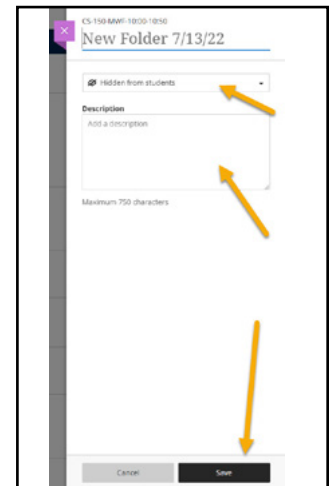 CS-150-MWF-10:00-10:50
New Folder 7/13/22
Hidden from students
Description
Add a description
Maximum 750 characters
Cancel
Save